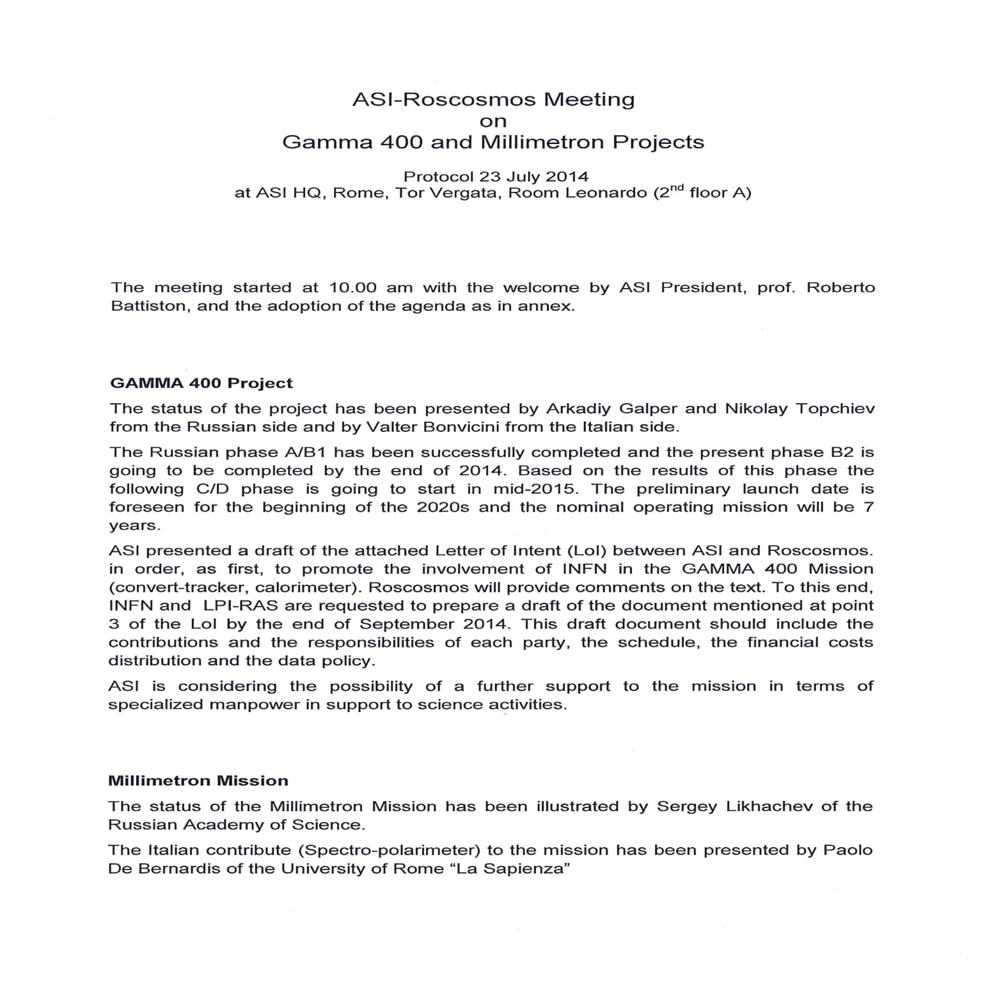 ASI-Roscosmos Meeting
on
Gamma 400 and Millimetron Projects
Protocol 23 July 2014
at ASI HQ, Rome, Tor Vergata, Room Leonardo (2nd floor A)
The meeting started at 10.00 am with the welcome by ASI President, prof. Roberto
Battiston, and the adoption of the agenda as in annex.
GAMMA 400 Project
The status of the project has been presented by Arkadiy Galper and Nikolay Topchiev
from the Russian side and by Valter Bonvicini from the Italian side.
The Russian phase A/B1 has been successfully completed and the present phase B2 is
going to be completed by the end of 2014. Based on the results of this phase the
following C/D phase is going to start in mid-2015. The preliminary launch date is
foreseen for the beginning of the 2020s and the nominal operating mission will be 7
years.
ASI presented a draft of the attached Letter of Intent (LoI) between ASI and Roscosmos.
in order, as first, to promote the involvement of INFN in the GAMMA 400 Mission
(convert-tracker, calorimeter). Roscosmos will provide comments on the text. To this end,
INFN and LPI-RAS are requested to prepare a draft of the document mentioned at point
3 of the LoI by the end of September 2014. This draft document should include the
contributions and the responsibilities of each party, the schedule, the financial costs
distribution and the data policy.
ASI is considering the possibility of a further support to the mission in terms of
specialized manpower in support to science activities.
Millimetron Mission
The status of the Millimetron Mission has been illustrated by Sergey Likhachev of the
Russian Academy of Science.
The Italian contribute (Spectro-polarimeter) to the mission has been presented by Paolo
De Bernardis of the University of Rome “La Sapienza”